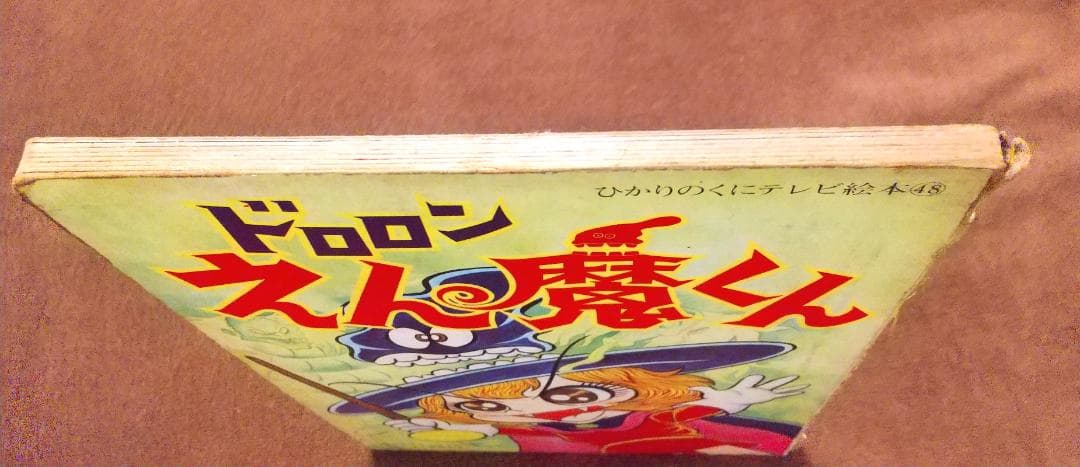 ひかりのくにテレビ絵本㊽
ドロロン
えん魔くん